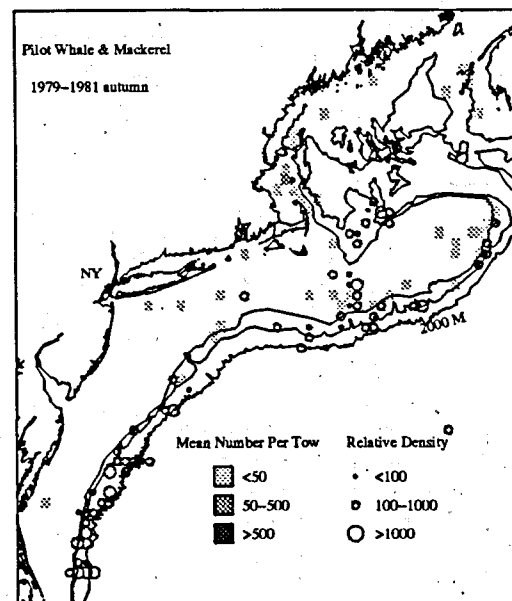 Pilot Whale & Mackerel
1979–1981 autumn
NY
2000 M
Mean Number Per Tow
Relative Density
<50
<100
50–500
100–1000
>500
>1000